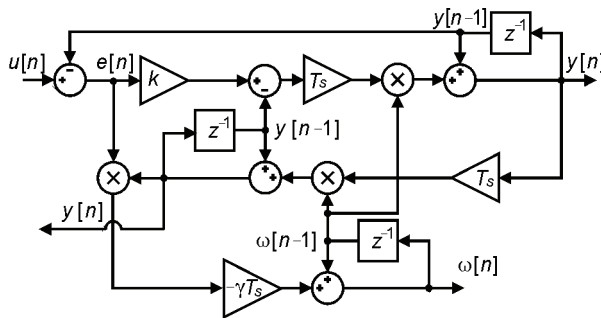 y[n−1]
z⁻¹
u[n]
e[n]
k
Tₛ
y[n]
z⁻¹
y[n−1]
Tₛ
y[n]
ω[n−1]
z⁻¹
ω[n]
−γTₛ